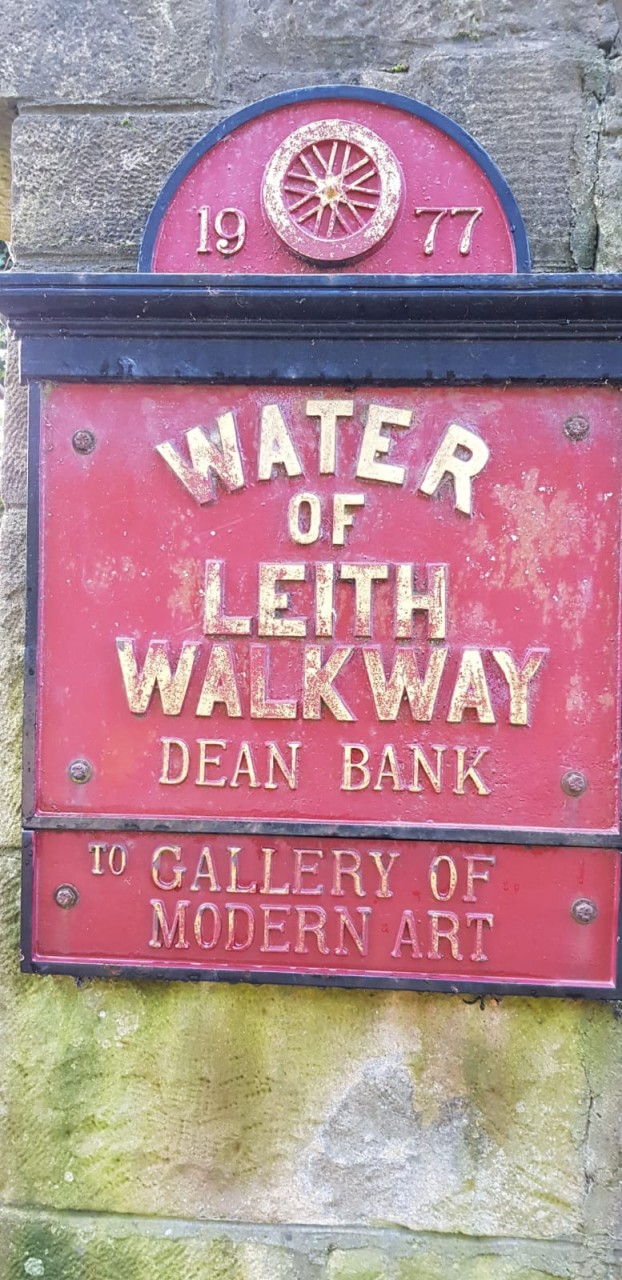 19 77
WATER
OF
LEITH
WALKWAY
DEAN BANK
TO GALLERY OF
MODERN ART